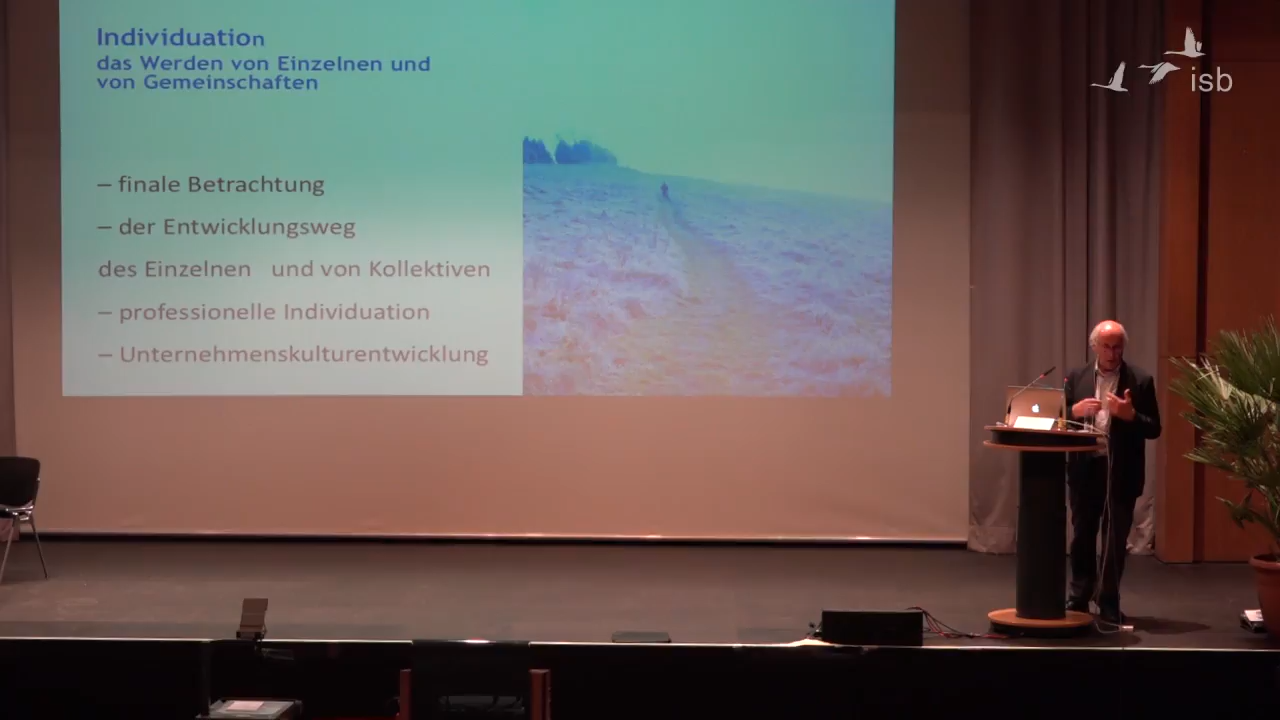 Individuation
das Werden von Einzelnen und
von Gemeinschaften
– finale Betrachtung
– der Entwicklungsweg
des Einzelnen und von Kollektiven
– professionelle Individuation
– Unternehmenskulturentwicklung
isb